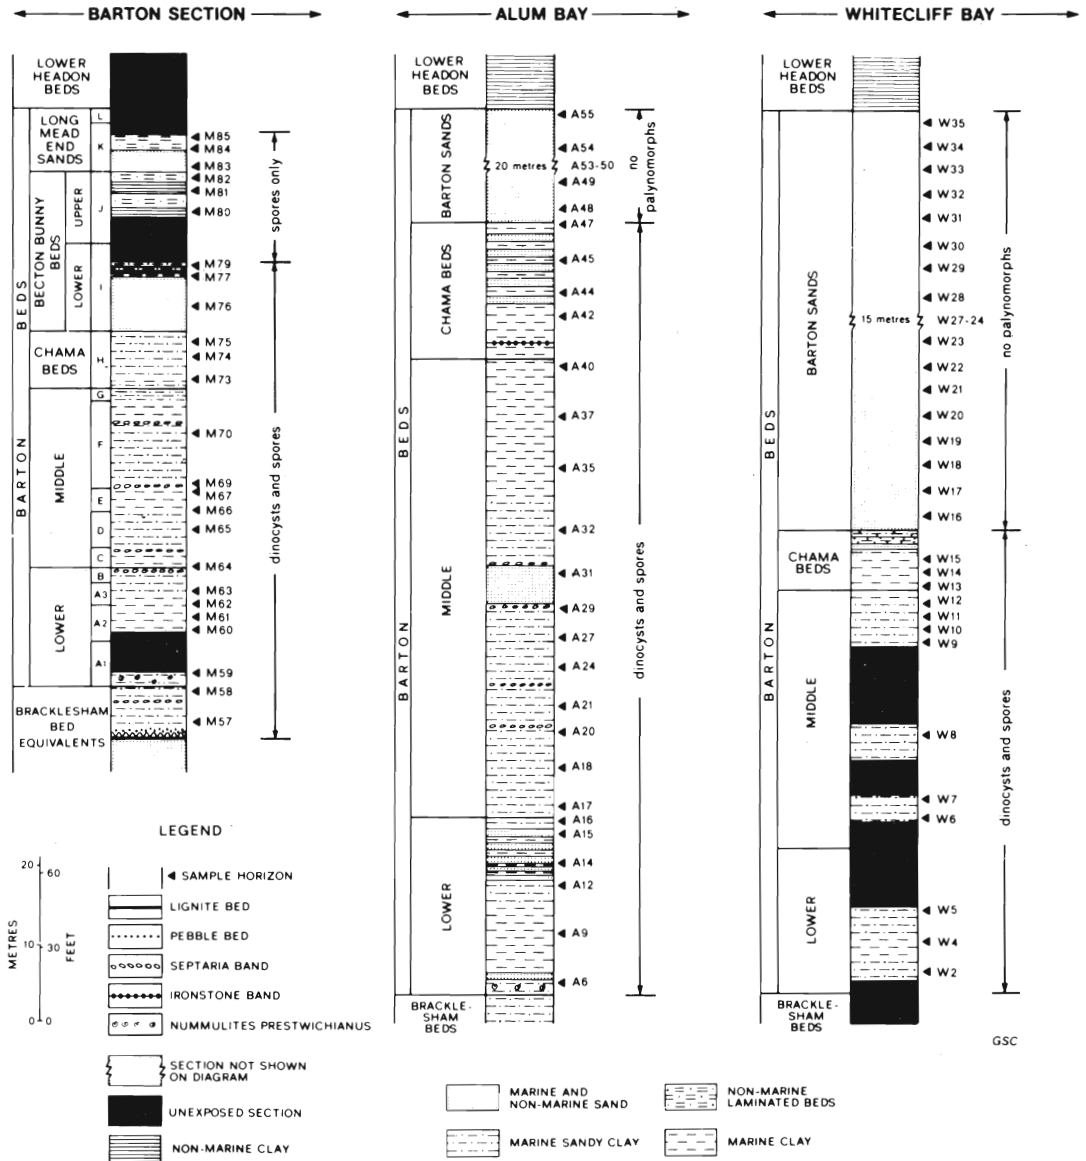 BARTON SECTION
LOWER
HEADON
BEDS
BEDS
BARTON
LONG
MEAD
END
SANDS
BECTON BUNNY
BEDS
UPPER
LOWER
CHAMA
BEDS
MIDDLE
LOWER
BRACKLESHAM
BED
EQUIVALENTS
L
K
J
I
H
G
F
E
D
C
B
A3
A2
A1
M85
M84
M83
M82
M81
M80
M79
M77
M76
M75
M74
M73
M70
M69
M67
M66
M65
M64
M63
M62
M61
M60
M59
M58
M57
spores only
dinocysts and spores
ALUM BAY
LOWER
HEADON
BEDS
BEDS
BARTON
BARTON SANDS
CHAMA BEDS
MIDDLE
LOWER
BRACKLE-
SHAM
BEDS
20 metres
A55
A54
A53-50
A49
A48
A47
A45
A44
A42
A40
A37
A35
A32
A31
A29
A27
A24
A21
A20
A18
A17
A16
A15
A14
A12
A9
A6
no
palynomorphs
dinocysts and spores
WHITECLIFF BAY
LOWER
HEADON
BEDS
BEDS
BARTON
BARTON SANDS
CHAMA
BEDS
MIDDLE
LOWER
BRACKLE-
SHAM
BEDS
15 metres
W35
W34
W33
W32
W31
W30
W29
W28
W27-24
W23
W22
W21
W20
W19
W18
W17
W16
W15
W14
W13
W12
W11
W10
W9
W8
W7
W6
W5
W4
W2
no palynomorphs
dinocysts and spores
GSC
LEGEND
METRES
20
10
0
FEET
60
30
0
SAMPLE HORIZON
LIGNITE BED
PEBBLE BED
SEPTARIA BAND
IRONSTONE BAND
NUMMULITES PRESTWICHIANUS
SECTION NOT SHOWN
ON DIAGRAM
UNEXPOSED SECTION
NON-MARINE CLAY
MARINE AND
NON-MARINE SAND
MARINE SANDY CLAY
NON-MARINE
LAMINATED BEDS
MARINE CLAY